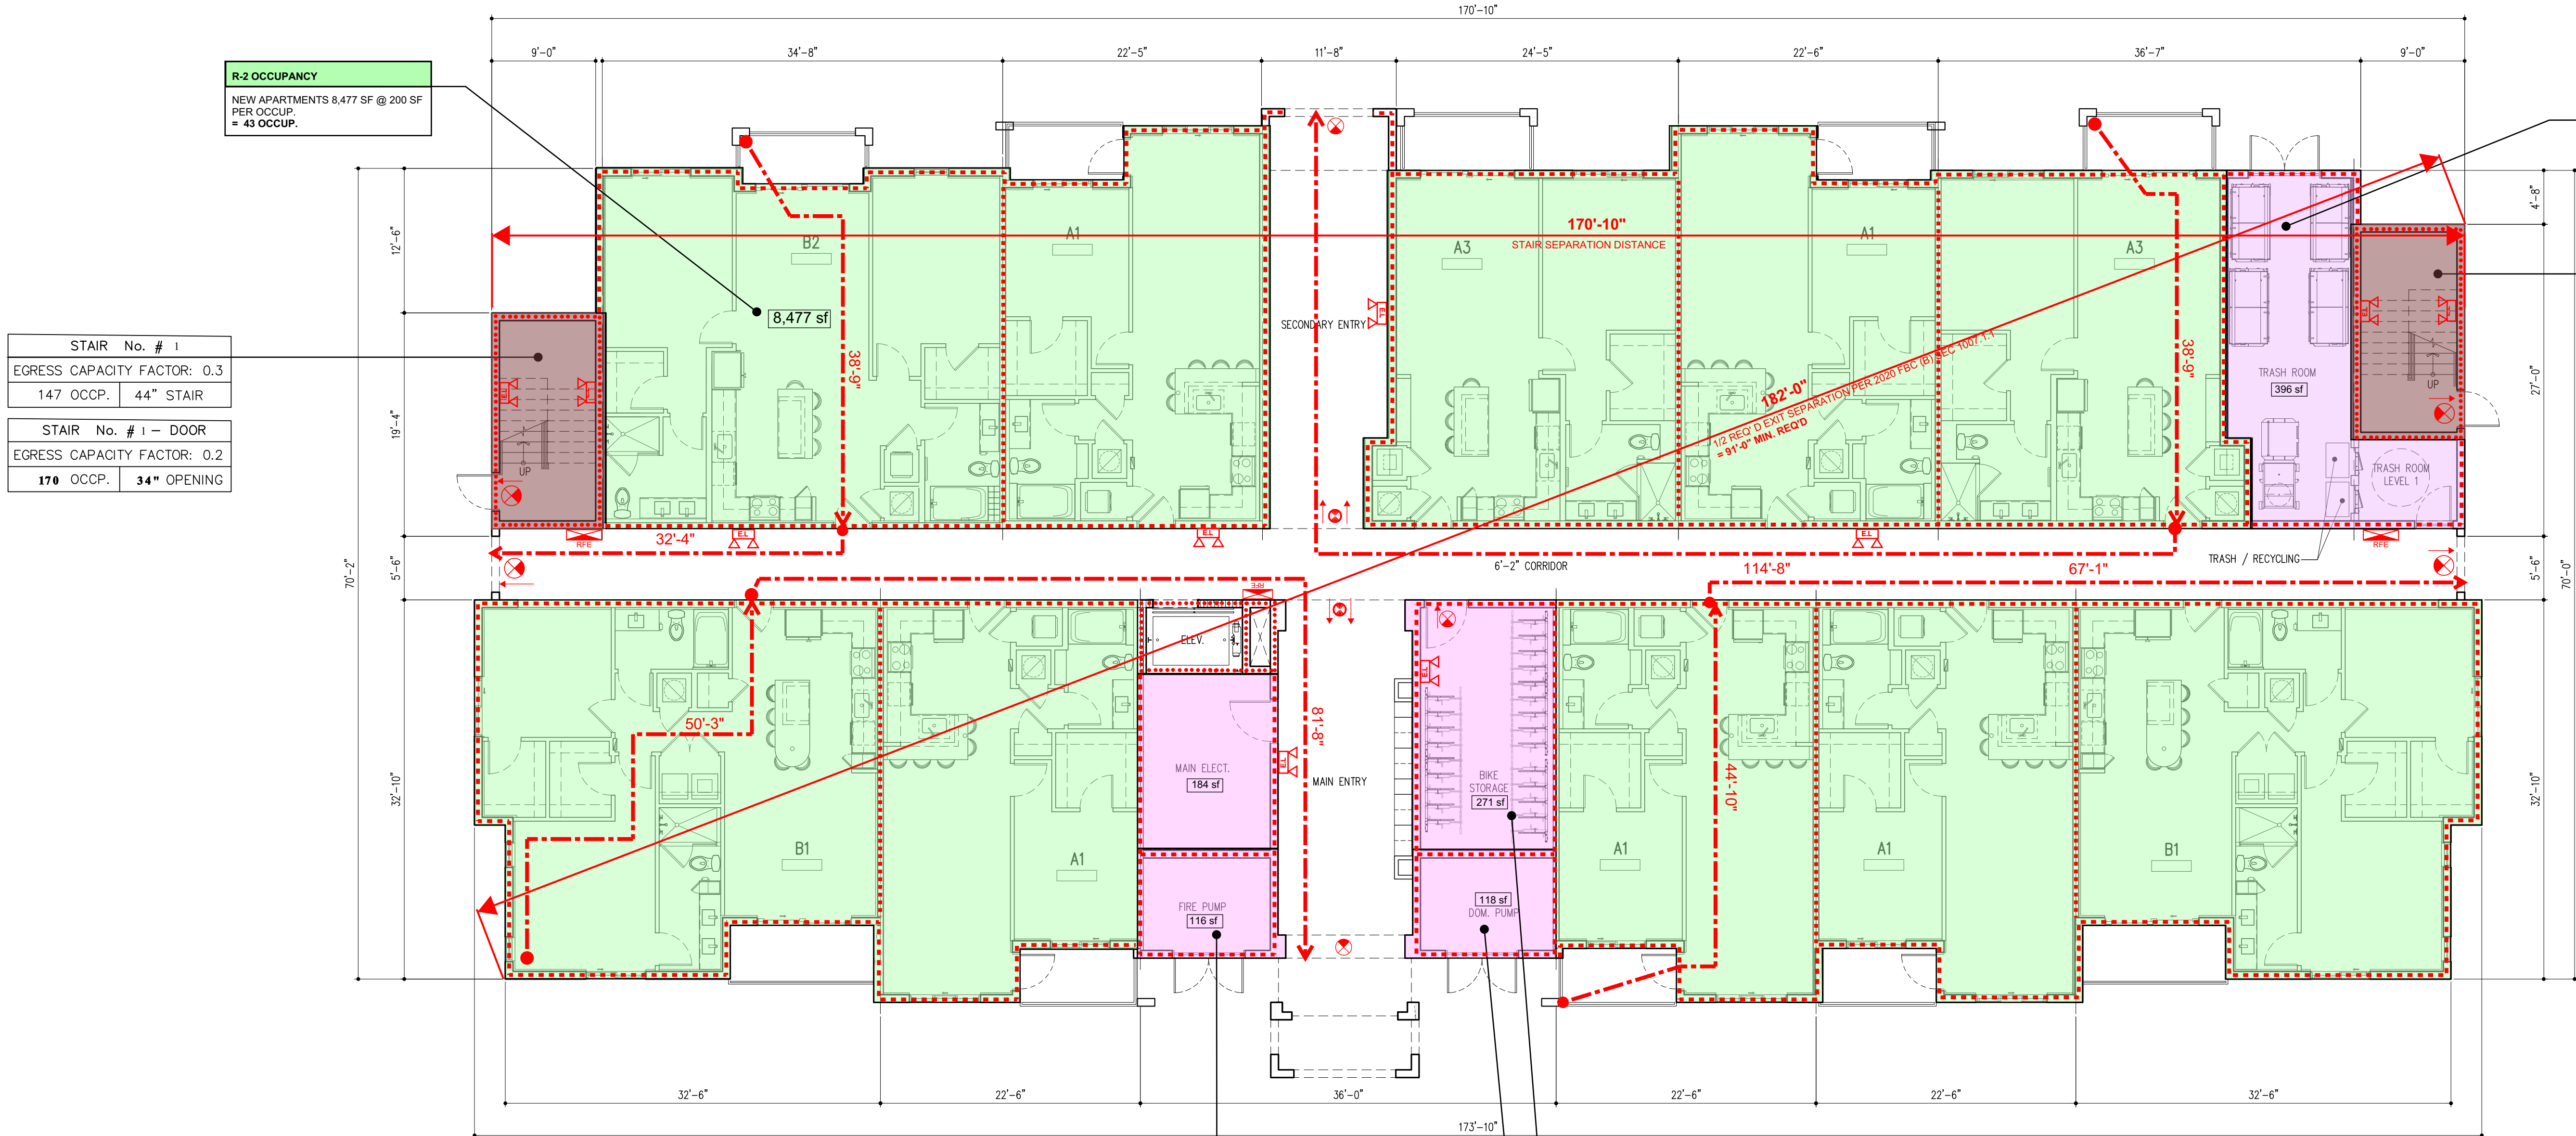 170'-10"
9'-0"
34'-8"
22'-5"
11'-8"
24'-5"
22'-6"
36'-7"
9'-0"
R-2 OCCUPANCY
NEW APARTMENTS 8,477 SF @ 200 SF
PER OCCUP.
= 43 OCCUP.
STAIR No. # 1
EGRESS CAPACITY FACTOR: 0.3
147 OCCP.
44" STAIR
STAIR No. # 1 - DOOR
EGRESS CAPACITY FACTOR: 0.2
170 OCCP.
34" OPENING
70'-2"
12'-6"
19'-4"
5'-6"
32'-10"
B2
8,477 sf
A1
38'-9"
UP
E.L
E.L
RFE
32'-4"
E.L
E.L
SECONDARY ENTRY
E.L
A3
170'-10"
STAIR SEPARATION DISTANCE
A1
A3
182'-0"
1/2 REQ'D EXIT SEPARATION PER 2020 FBC (B) SEC 1007.1.1
= 91'-0" MIN. REQ'D
38'-9"
TRASH ROOM
396 sf
TRASH ROOM
LEVEL 1
UP
E.L
E.L
4'-8"
27'-0"
5'-6"
70'-0"
32'-10"
E.L
RFE
TRASH / RECYCLING
6'-2" CORRIDOR
114'-8"
67'-1"
RFE
ELEV.
50'-3"
B1
A1
MAIN ELECT.
184 sf
FIRE PUMP
116 sf
81'-8"
E.L
MAIN ENTRY
E.L
BIKE
STORAGE
271 sf
118 sf
DOM. PUMP
A1
44'-10"
A1
B1
32'-6"
22'-6"
36'-0"
22'-6"
22'-6"
32'-6"
173'-10"